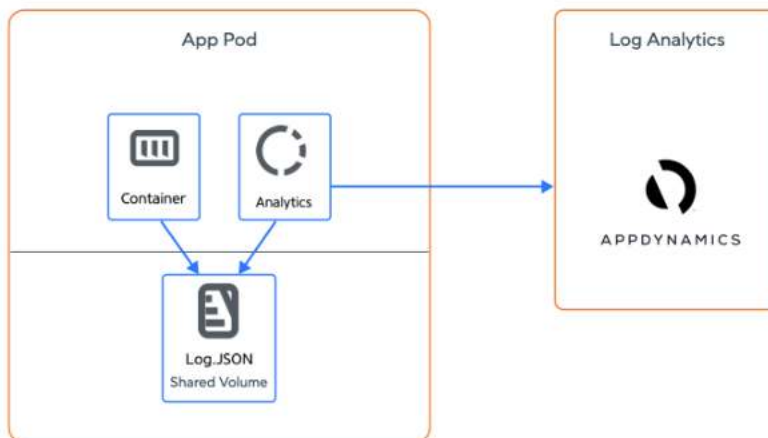 App Pod
Log Analytics
Container
Analytics
APPDYNAMICS
Log.JSON
Shared Volume